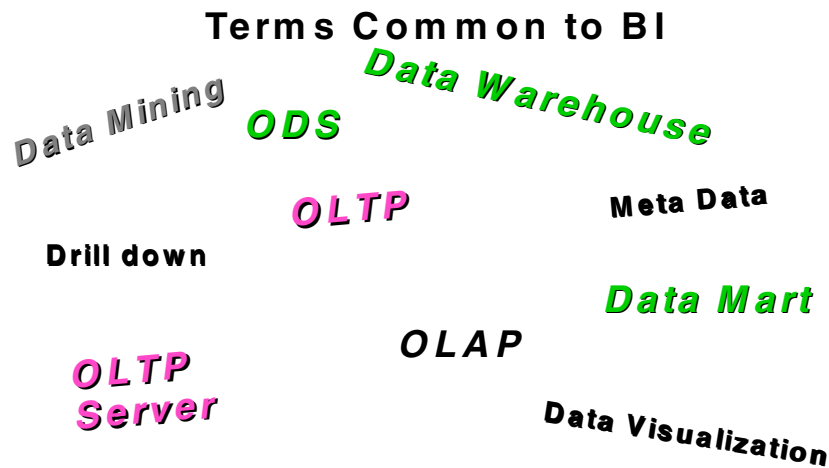 Terms Common to BI
Data Warehouse
Data Mining
ODS
OLTP
Meta Data
Drill down
Data Mart
OLAP
OLTP
Server
Data Visualization